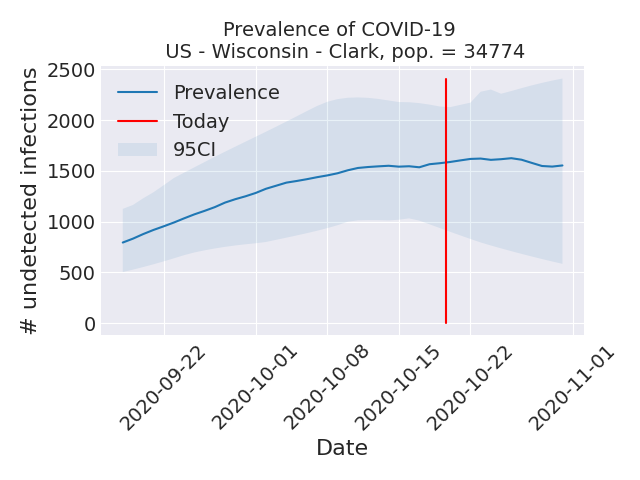 Prevalence of COVID-19
US - Wisconsin - Clark, pop. = 34774
# undetected infections
2500
2000
1500
1000
500
0
Prevalence
Today
95CI
2020-09-22
2020-10-01
2020-10-08
2020-10-15
2020-10-22
2020-11-01
Date